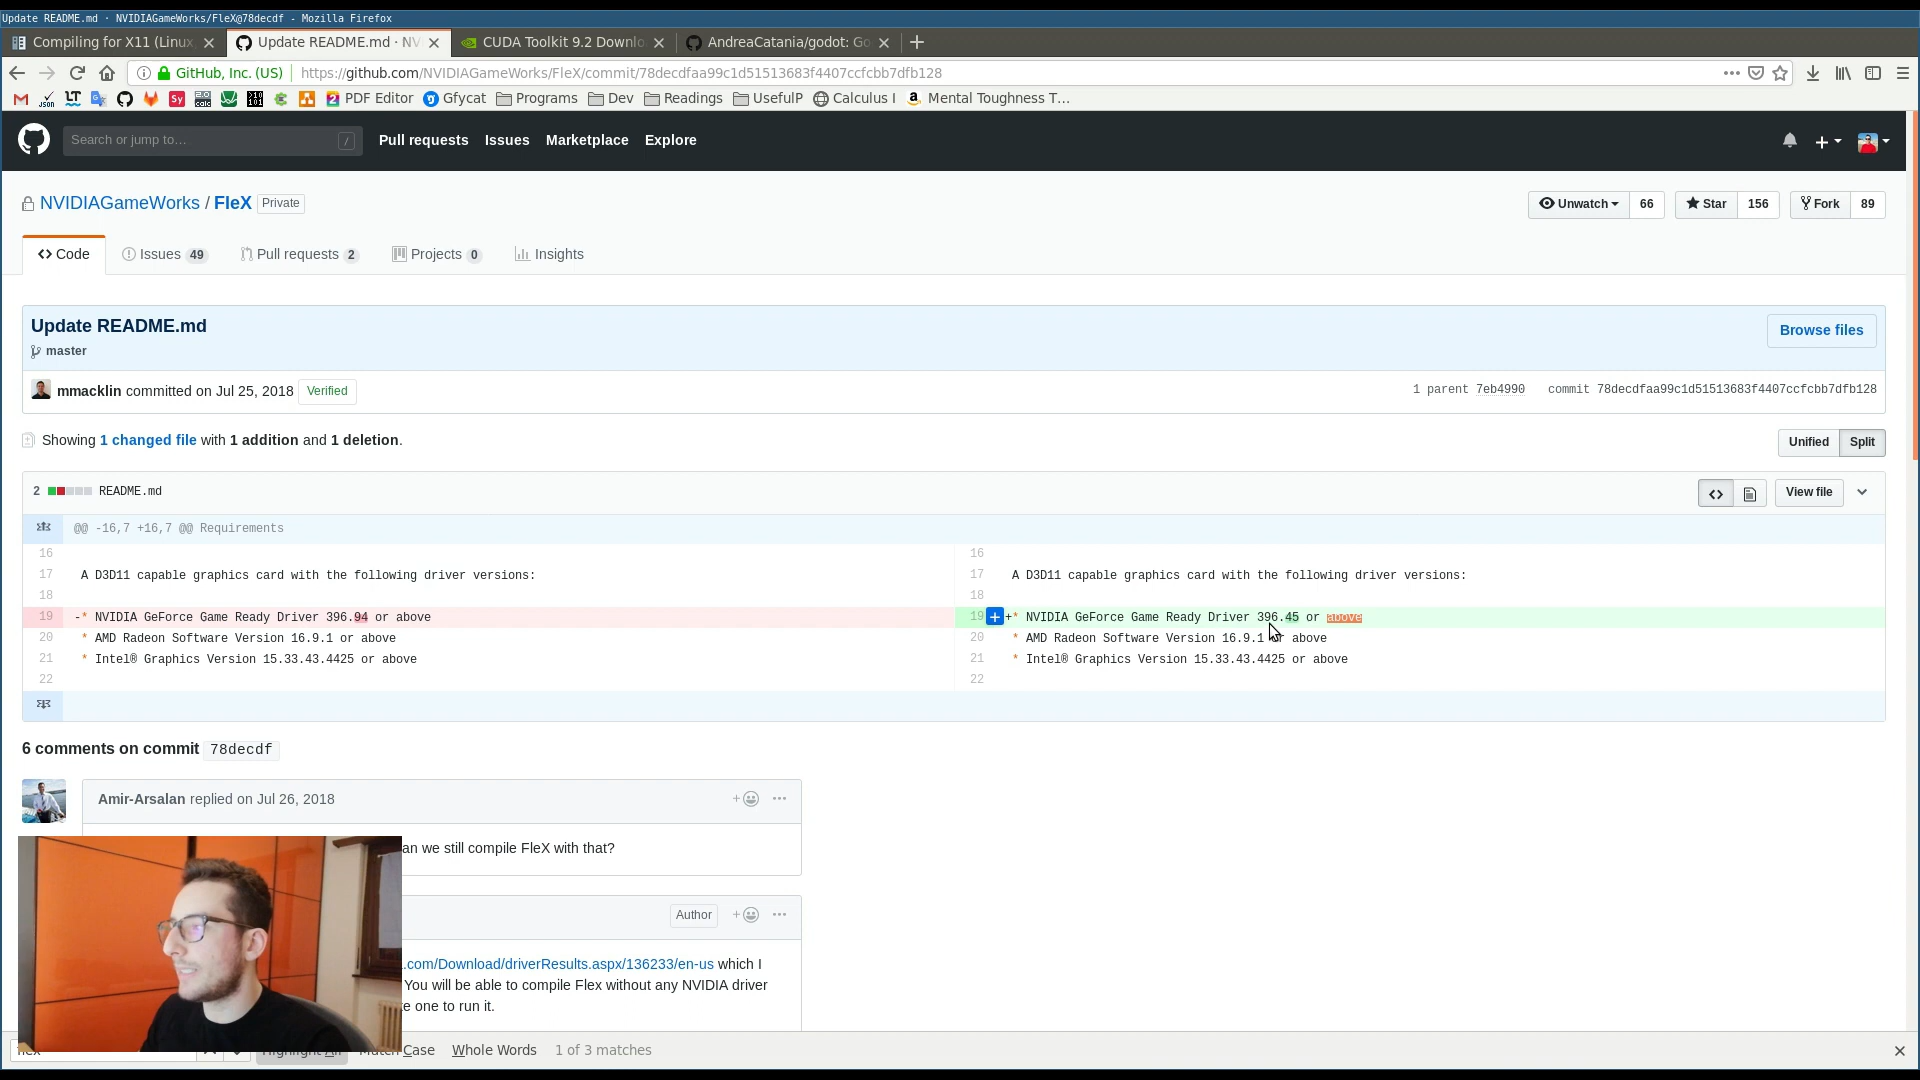 Update README.md · NVIDIAGameWorks/FleX@78decdf - Mozilla Firefox
Compiling for X11 (Linux,
Update README.md · NV
CUDA Toolkit 9.2 Downlo
AndreaCatania/godot: Go
GitHub, Inc. (US)
https://github.com/NVIDIAGameWorks/FleX/commit/78decdfaa99c1d51513683f4407ccfcbb7dfb128
PDF Editor
Gfycat
Programs
Dev
Readings
UsefulP
Calculus I
Mental Toughness T…
Search or jump to…
/
Pull requests
Issues
Marketplace
Explore
NVIDIAGameWorks / FleX
Private
Unwatch
66
Star
156
Fork
89
Code
Issues 49
Pull requests 2
Projects 0
Insights
Update README.md
Browse files
master
mmacklin committed on Jul 25, 2018 Verified
1 parent 7eb4990 commit 78decdfaa99c1d51513683f4407ccfcbb7dfb128
Showing 1 changed file with 1 addition and 1 deletion.
Unified
Split
2 README.md
View file
@@ -16,7 +16,7 @@ Requirements
16
17 A D3D11 capable graphics card with the following driver versions:
18
19 -* NVIDIA GeForce Game Ready Driver 396.94 or above
20 * AMD Radeon Software Version 16.9.1 or above
21 * Intel® Graphics Version 15.33.43.4425 or above
22
16
17 A D3D11 capable graphics card with the following driver versions:
18
19 +* NVIDIA GeForce Game Ready Driver 396.45 or above
20 * AMD Radeon Software Version 16.9.1 or above
21 * Intel® Graphics Version 15.33.43.4425 or above
22
6 comments on commit 78decdf
Amir-Arsalan replied on Jul 26, 2018
an we still compile FleX with that?
Author
.com/Download/driverResults.aspx/136233/en-us which I
You will be able to compile Flex without any NVIDIA driver
e one to run it.
Highlight All
Match Case
Whole Words
1 of 3 matches